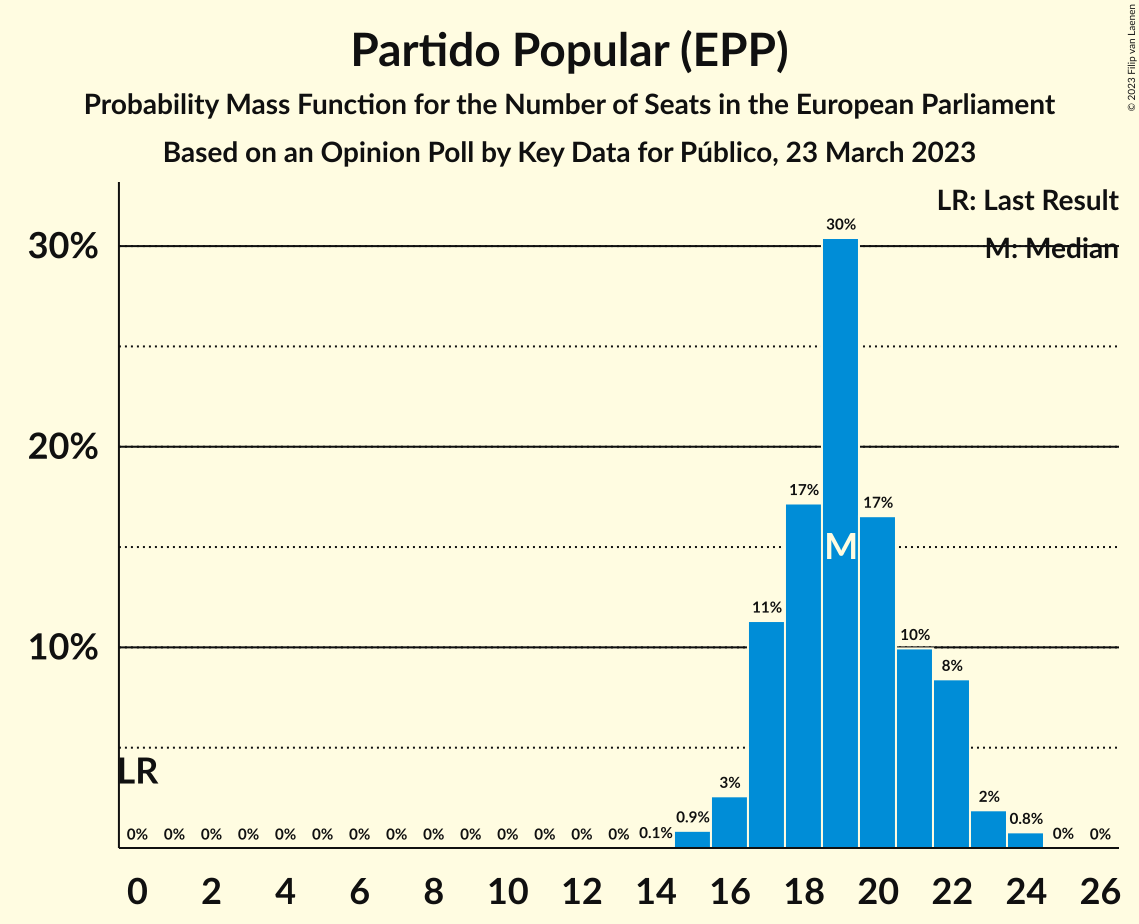 Partido Popular (EPP)
Probability Mass Function for the Number of Seats in the European Parliament
Based on an Opinion Poll by Key Data for Público, 23 March 2023
© 2023 Filip van Laenen
LR: Last Result
M: Median
30%
20%
10%
30%
17%
17%
M
11%
10%
8%
LR
3%
2%
0% 0% 0% 0% 0% 0% 0% 0% 0% 0% 0% 0% 0% 0% 0.1% 0.9% 0.8% 0% 0%
0 2 4 6 8 10 12 14 16 18 20 22 24 26